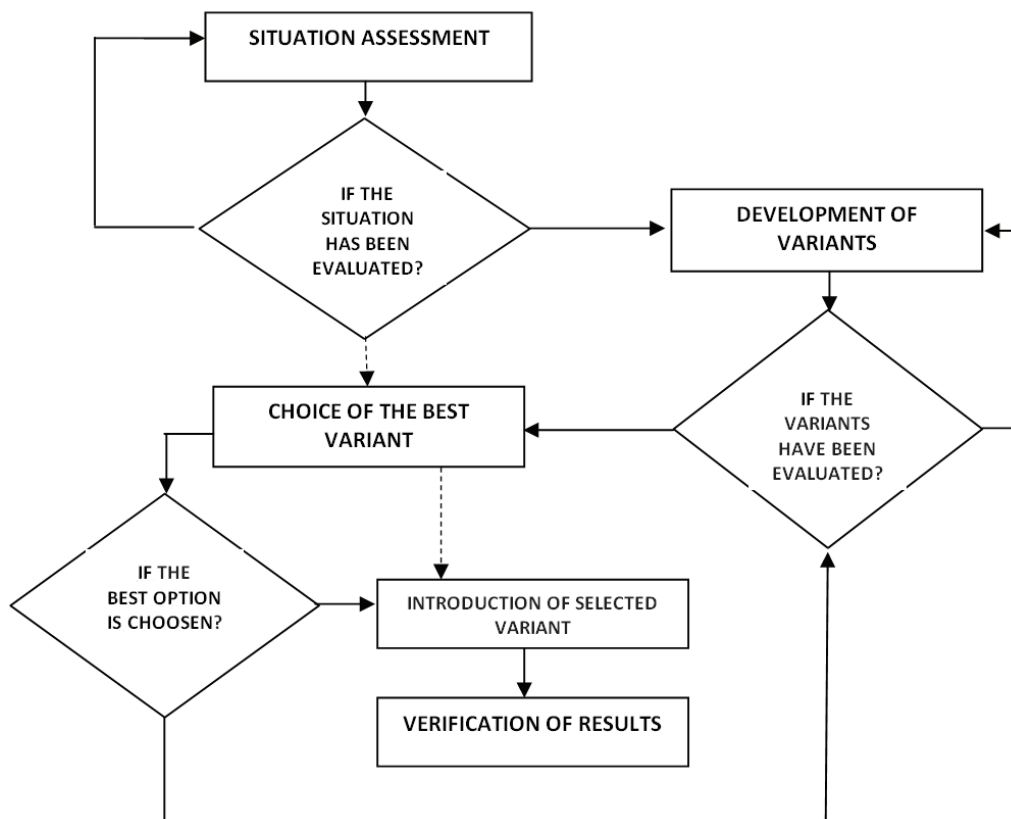 SITUATION ASSESSMENT
IF THE
SITUATION
HAS BEEN
EVALUATED?
DEVELOPMENT OF
VARIANTS
CHOICE OF THE BEST
VARIANT
IF THE
VARIANTS
HAVE BEEN
EVALUATED?
IF THE
BEST OPTION
IS CHOOSEN?
INTRODUCTION OF SELECTED
VARIANT
VERIFICATION OF RESULTS